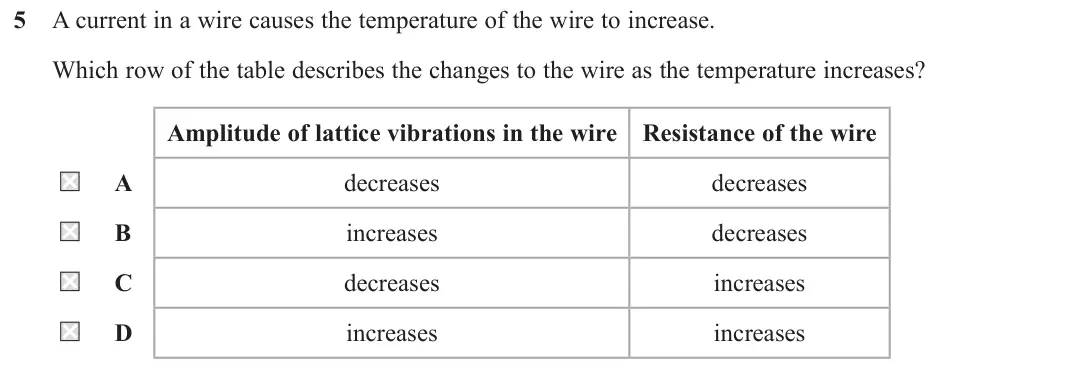 5 A current in a wire causes the temperature of the wire to increase.
Which row of the table describes the changes to the wire as the temperature increases?
Amplitude of lattice vibrations in the wire Resistance of the wire
A decreases decreases
B increases decreases
C decreases increases
D increases increases